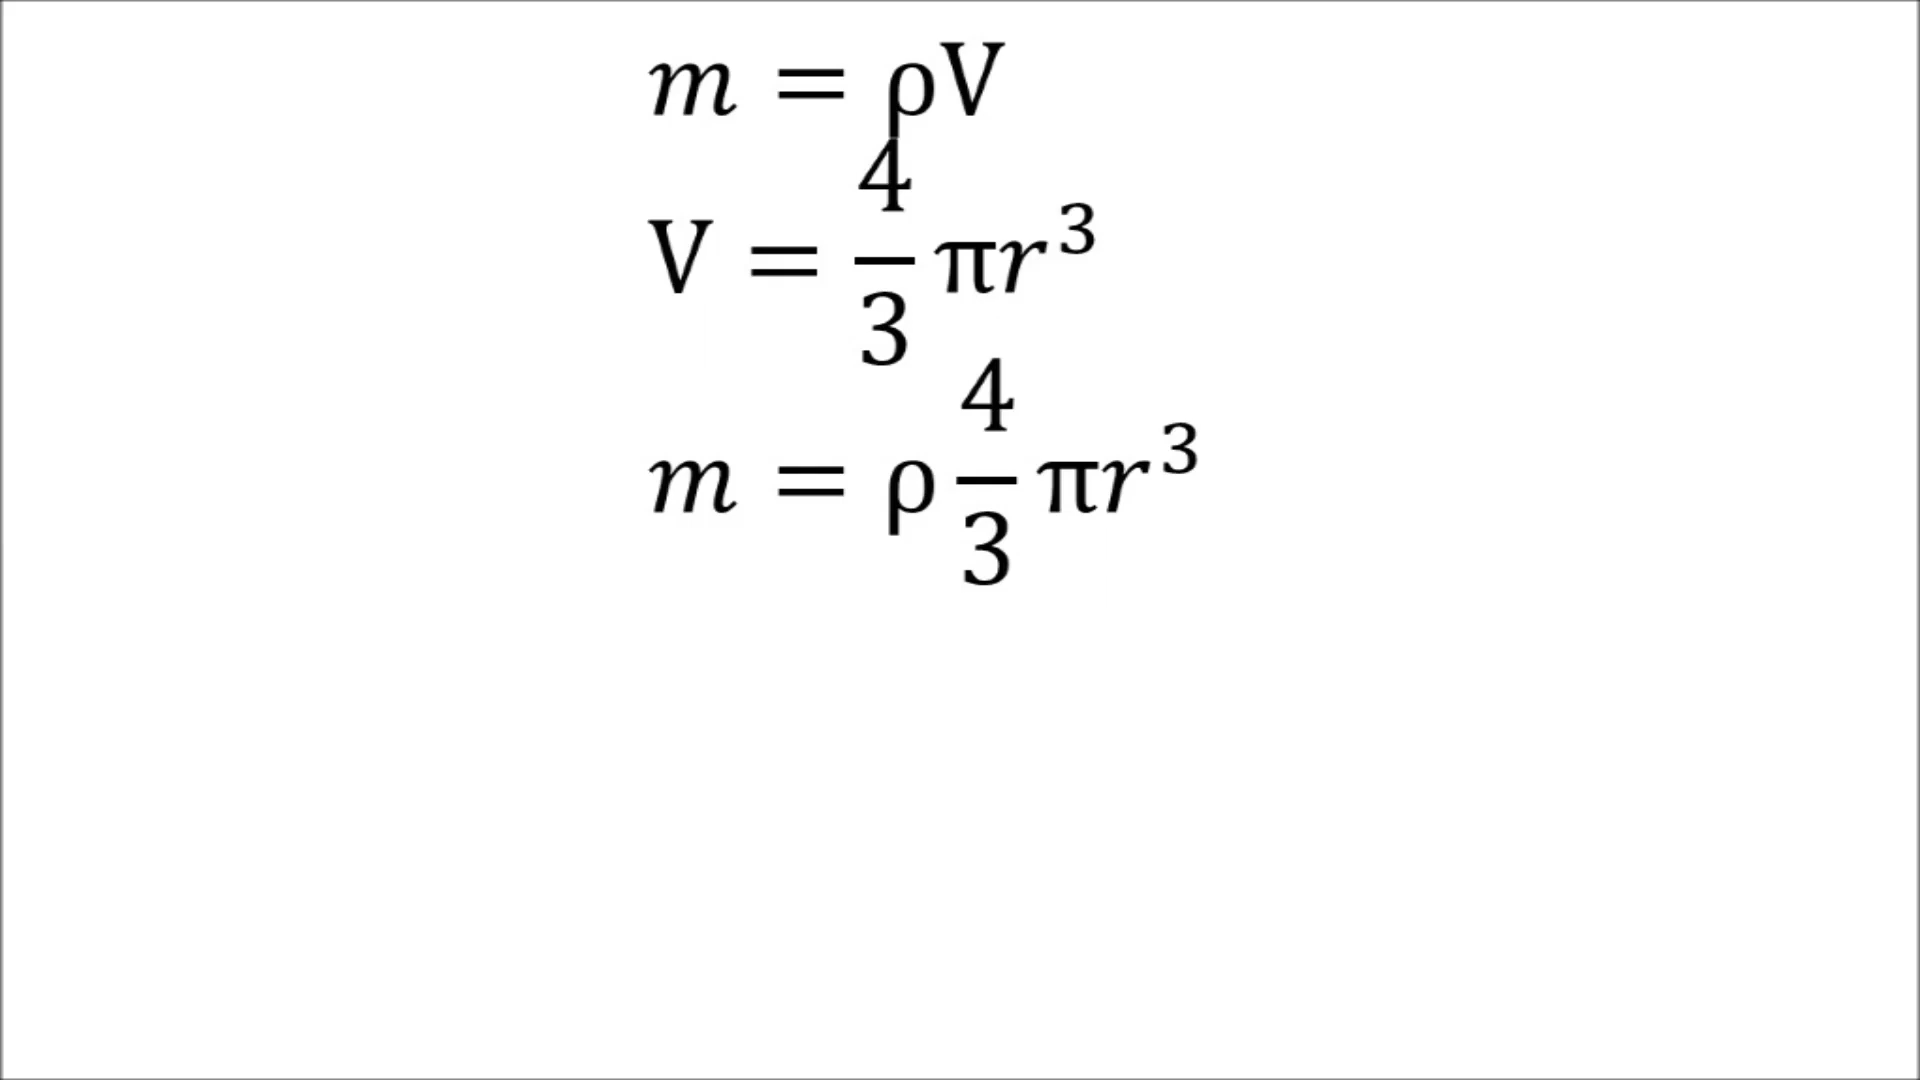 m = ρV
V = 4/3 πr³
m = ρ 4/3 πr³